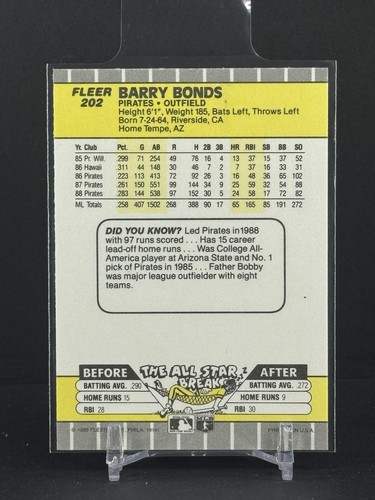 FLEER
202
BARRY BONDS
PIRATES • OUTFIELD
Height 6'1", Weight 185, Bats Left, Throws Left
Born 7-24-64, Riverside, CA
Home Tempe, AZ
Yr. Club Pct. G AB R H 2B 3B HR RBI SB BB SO
85 Pr. Wil. .299 71 254 49 76 16 4 13 37 15 37 52
86 Hawaii .311 44 148 30 46 7 2 7 37 16 33 31
86 Pirates .223 113 413 72 92 26 3 16 48 36 65 102
87 Pirates .261 150 551 99 144 34 9 25 59 32 54 88
88 Pirates .283 144 538 97 152 30 5 24 58 17 72 82
ML Totals .258 407 1502 268 65 165 85 191 272
DID YOU KNOW? Led Pirates in 1988
with 97 runs scored . . . Has 15 career
lead-off home runs . . . Was College All-
America player at Arizona State and No. 1
pick of Pirates in 1985 . . . Father Bobby
was major league outfielder with eight
teams.
BEFORE THE ALL STAR BREAK AFTER
BATTING AVG. .290 BATTING AVG. .272
HOME RUNS 15 HOME RUNS 9
RBI 28 RBI 30
FLEER
U.S.A.